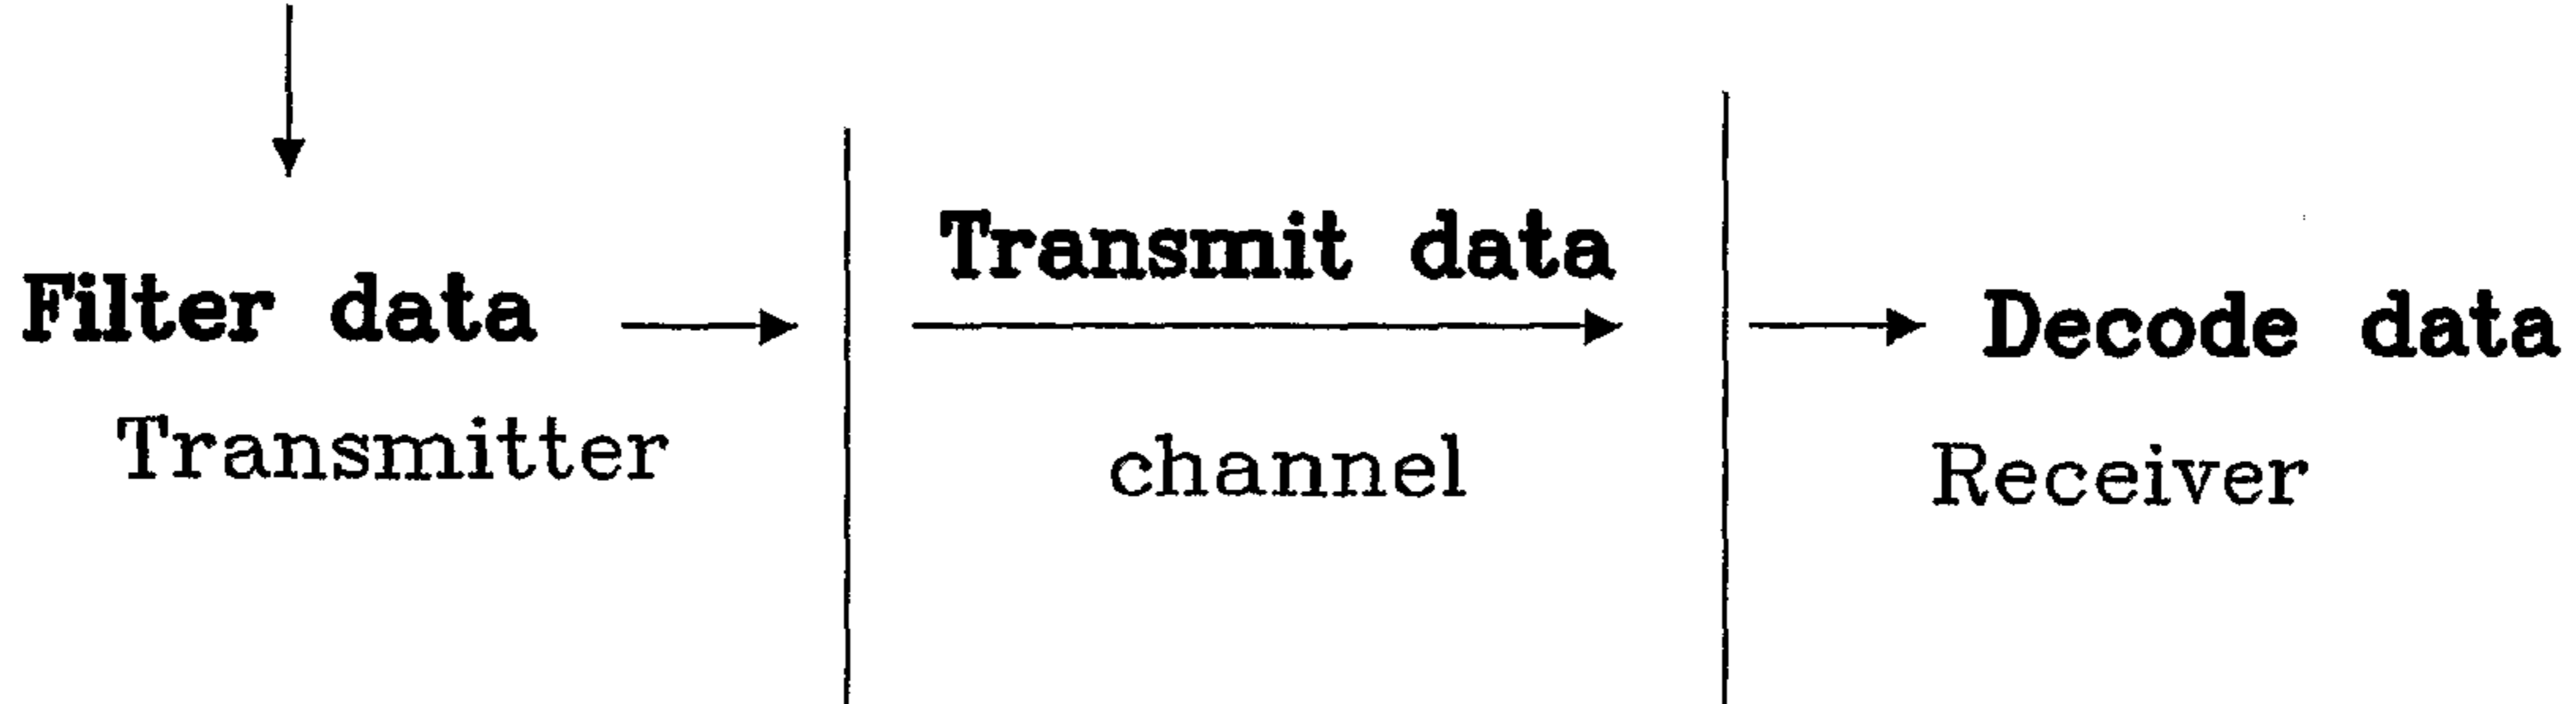 Filter data
Transmitter
Transmit data
channel
Decode data
Receiver